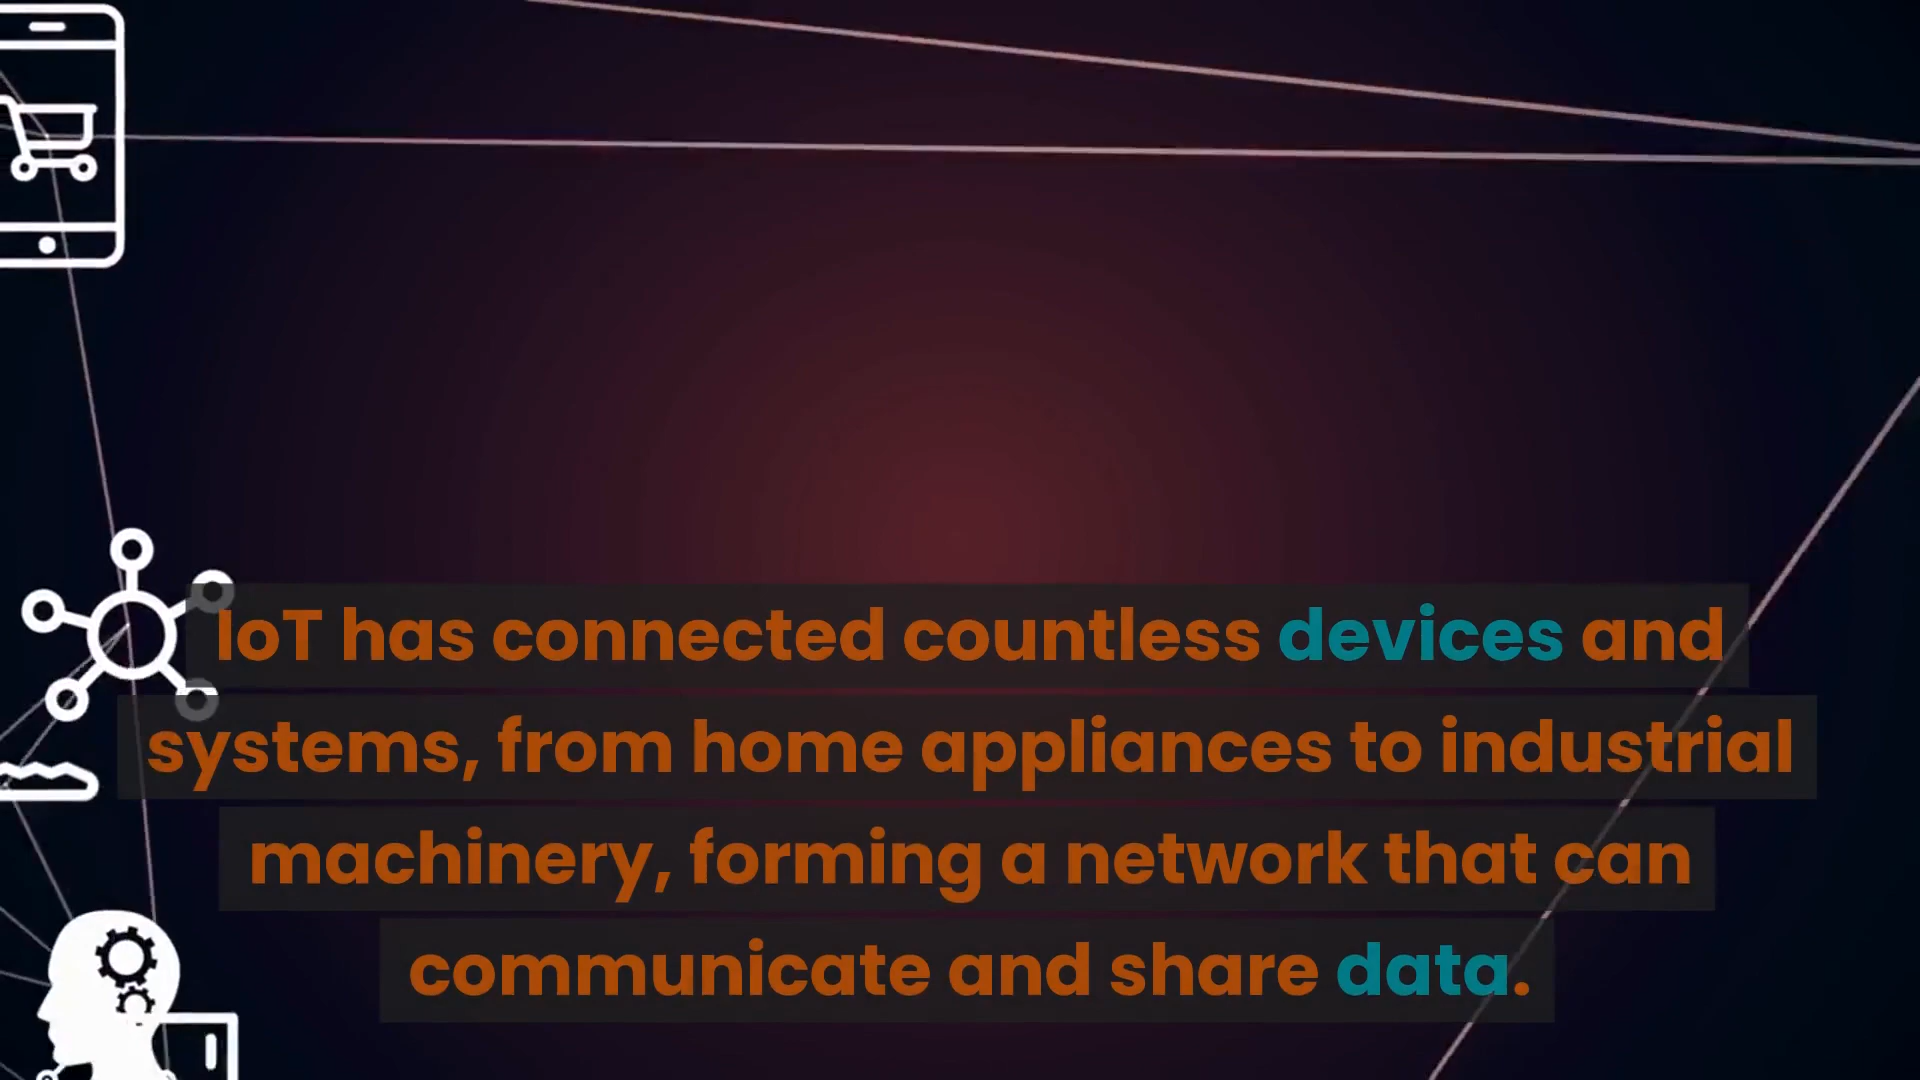 IoT has connected countless devices and
systems, from home appliances to industrial
machinery, forming a network that can
communicate and share data.